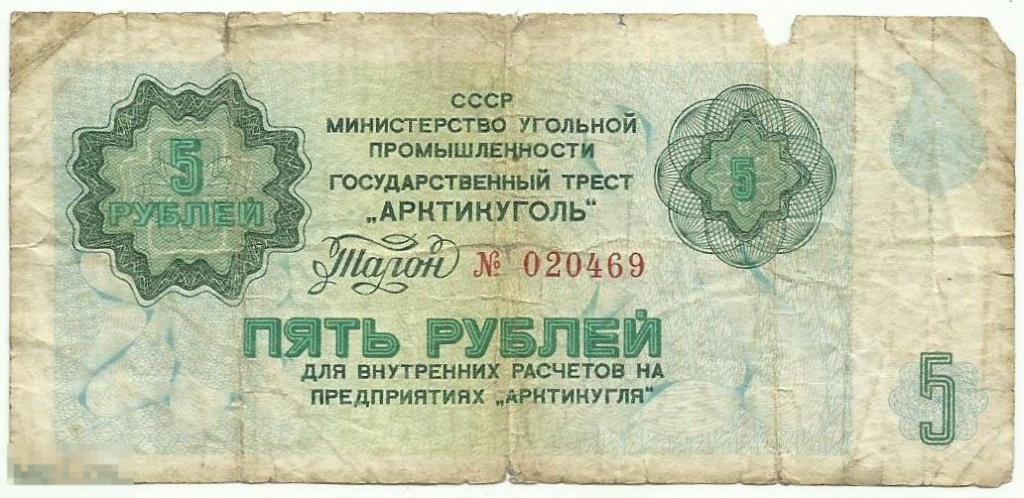 СССР
МИНИСТЕРСТВО УГОЛЬНОЙ
ПРОМЫШЛЕННОСТИ
ГОСУДАРСТВЕННЫЙ ТРЕСТ
„АРКТИКУГОЛЬ“
Талон № 020469
5
РУБЛЕЙ
5
ПЯТЬ РУБЛЕЙ
ДЛЯ ВНУТРЕННИХ РАСЧЕТОВ НА
ПРЕДПРИЯТИЯХ „АРКТИКУГЛЯ“
5